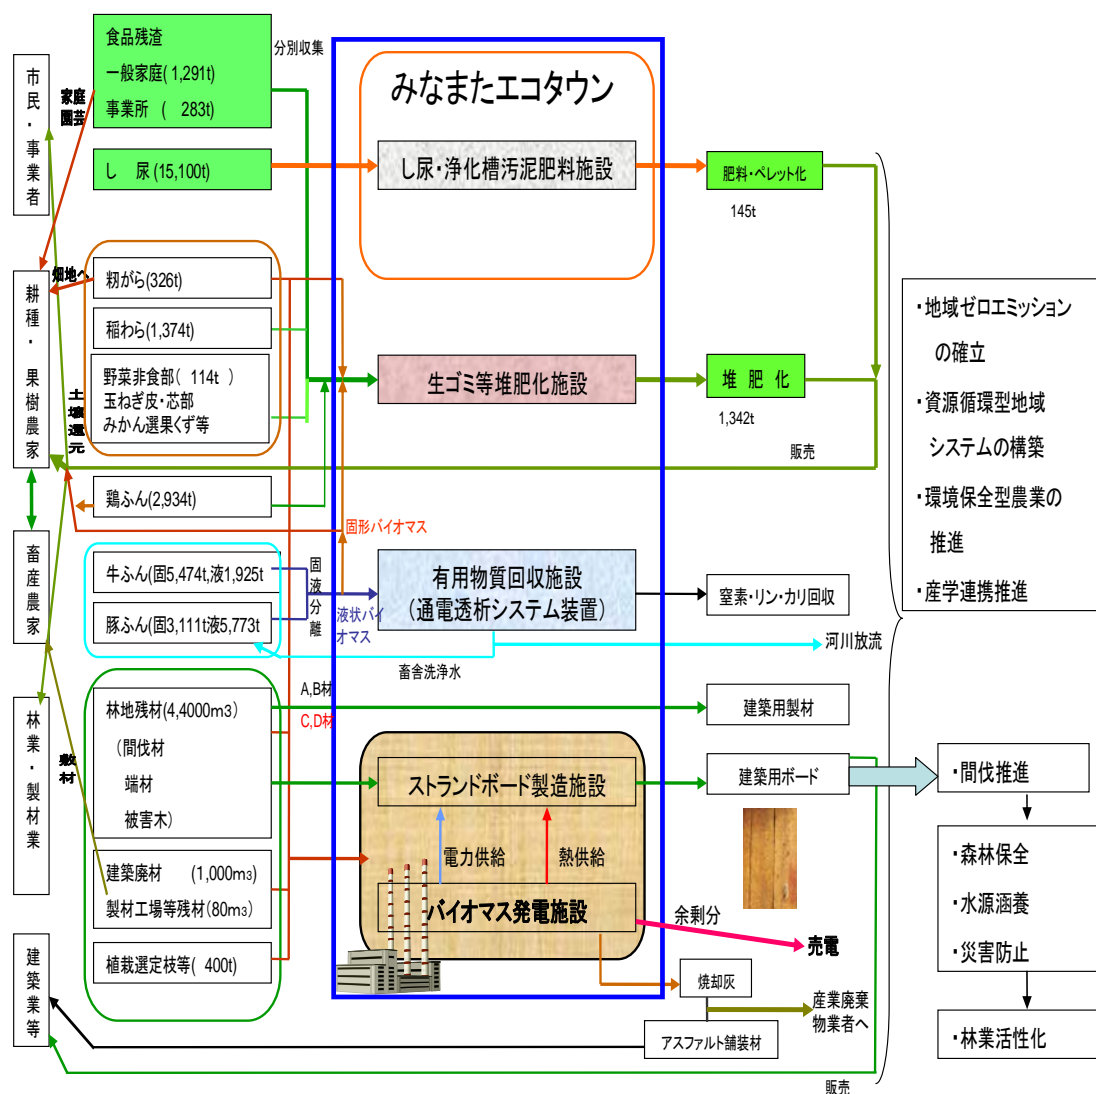 食品残渣
一般家庭(1,291t)
事業所 ( 283t)
分別収集
し 尿(15,100t)
市民・事業者
家庭
園芸
みなまたエコタウン
し尿・浄化槽汚泥肥料施設
肥料・ペレット化
145t
耕種・果樹農家
畑地へ
籾がら(326t)
稲わら(1,374t)
野菜非食部( 114t )
玉ねぎ皮・芯部
みかん選果くず等
土壌還元
生ゴミ等堆肥化施設
堆 肥 化
1,342t
販売
・地域ゼロエミッション
の確立
・資源循環型地域
システムの構築
・環境保全型農業の
推進
・産学連携推進
鶏ふん(2,934t)
固形バイオマス
畜産農家
牛ふん(固5,474t,液1,925t
豚ふん(固3,111t液5,773t
固液分離
液状バイ
オマス
有用物質回収施設
(通電透析システム装置)
窒素・リン・カリ回収
河川放流
畜舎洗浄水
林業・製材業
敷材
林地残材(4,4000m3)
(間伐材
端材
被害木)
A,B材
C,D材
建築用製材
ストランドボード製造施設
建築用ボード
・間伐推進
電力供給
熱供給
・森林保全
・水源涵養
・災害防止
建築廃材 (1,000m3)
製材工場等残材(80m3)
バイオマス発電施設
余剰分
売電
植栽選定枝等( 400t)
建築業等
焼却灰
産業廃棄
物業者へ
アスファルト舗装材
・林業活性化
販売